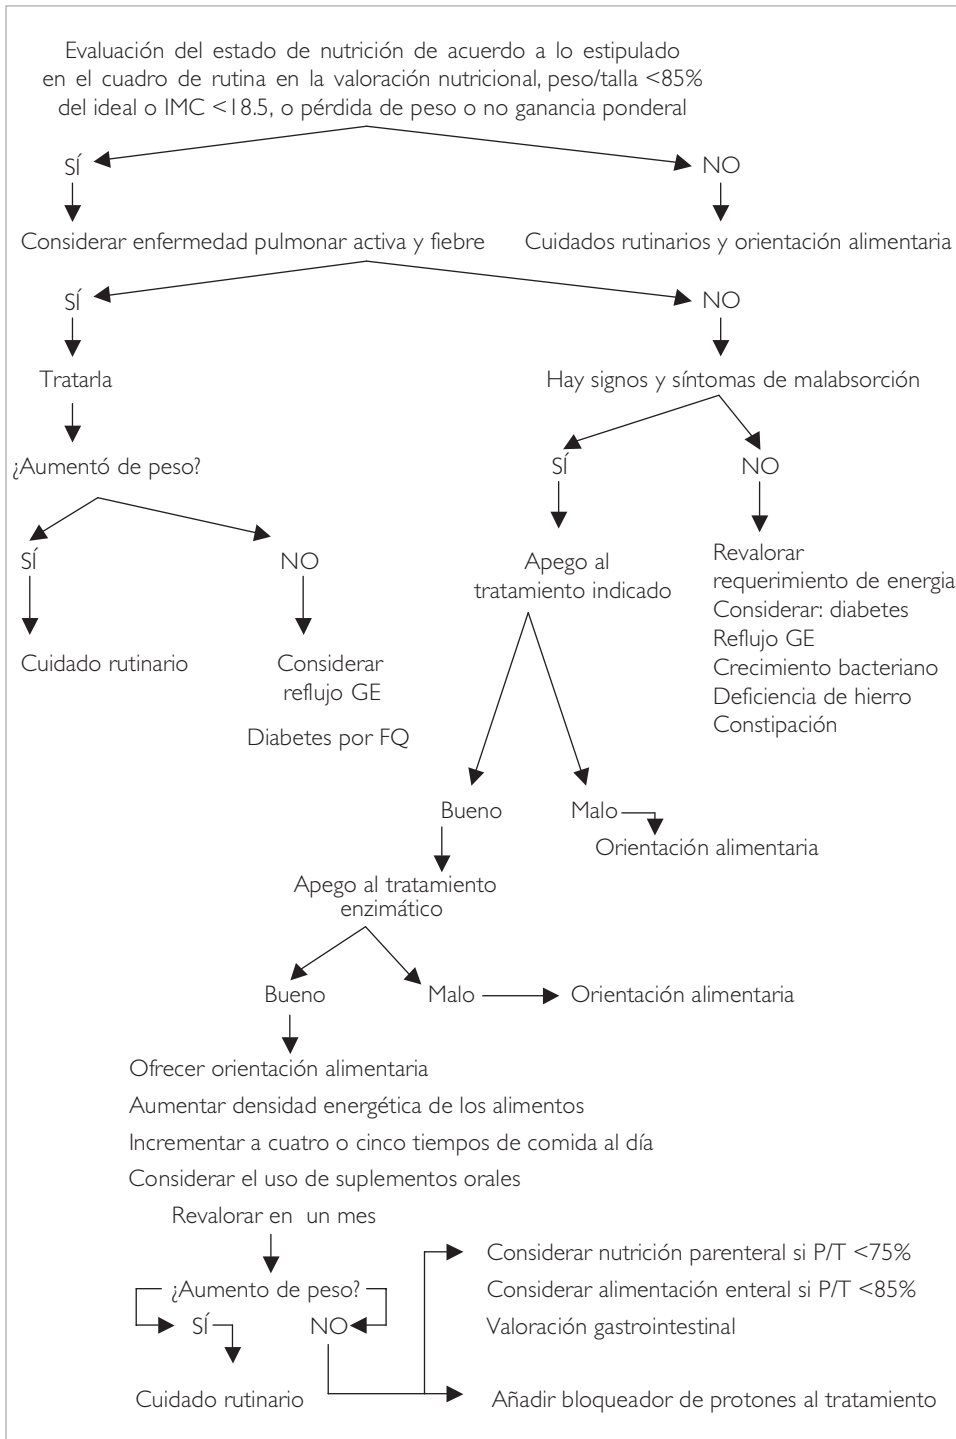 Evaluación del estado de nutrición de acuerdo a lo estipulado
en el cuadro de rutina en la valoración nutricional, peso/talla <85%
del ideal o IMC <18.5, o pérdida de peso o no ganancia ponderal
SÍ
NO
Considerar enfermedad pulmonar activa y fiebre
Cuidados rutinarios y orientación alimentaria
SÍ
NO
Tratarla
Hay signos y síntomas de malabsorción
¿Aumentó de peso?
SÍ
NO
SÍ
NO
Cuidado rutinario
Considerar
reflujo GE
Diabetes por FQ
Apego al
tratamiento indicado
Revalorar
requerimiento de energia
Considerar: diabetes
Reflujo GE
Crecimiento bacteriano
Deficiencia de hierro
Constipación
Bueno
Malo
Orientación alimentaria
Apego al tratamiento
enzimático
Bueno
Malo
Orientación alimentaria
Ofrecer orientación alimentaria
Aumentar densidad energética de los alimentos
Incrementar a cuatro o cinco tiempos de comida al día
Considerar el uso de suplementos orales
Revalorar en un mes
¿Aumento de peso?
SÍ
NO
Cuidado rutinario
Considerar nutrición parenteral si P/T <75%
Considerar alimentación enteral si P/T <85%
Valoración gastrointestinal
Añadir bloqueador de protones al tratamiento